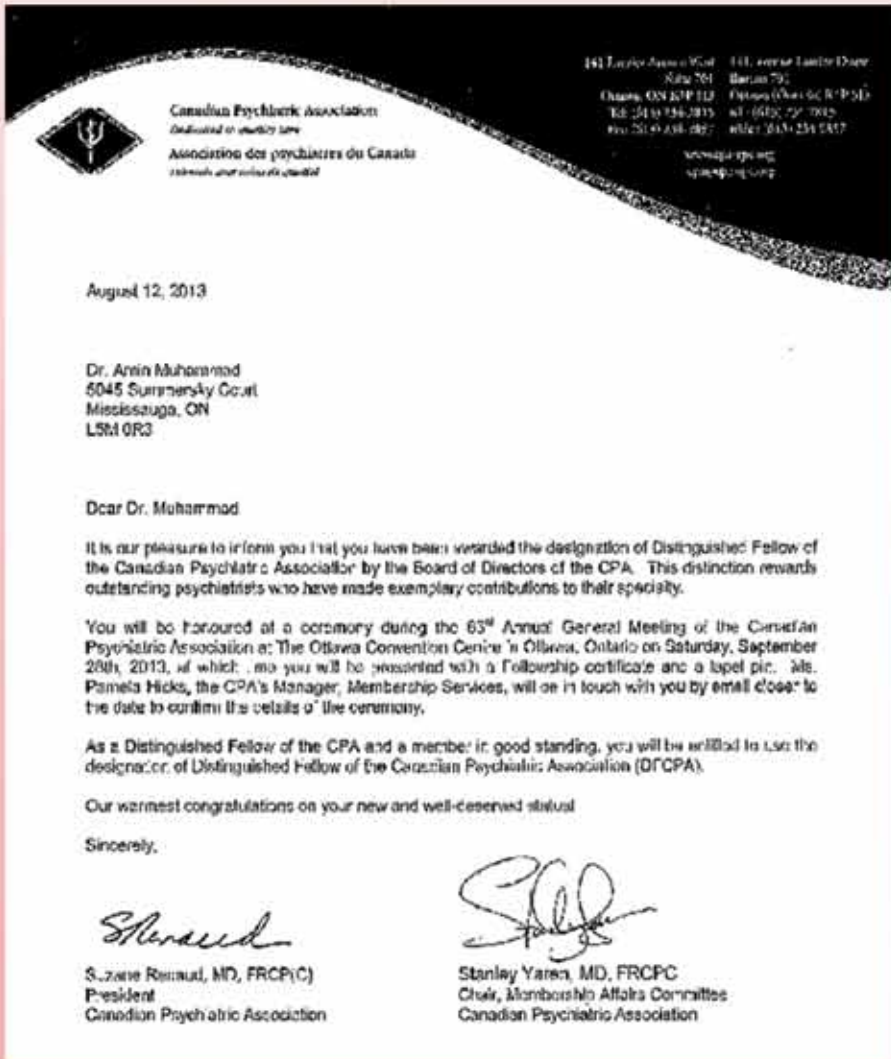 Canadian Psychiatric Association
Dedicated to quality care
Association des psychiatres du Canada
August 12, 2013
Dr. Amin Muhammad
5045 Summersky Court
Mississauga, ON
L5M 0R3
Dear Dr. Muhammad
It is our pleasure to inform you that you have been awarded the designation of Distinguished Fellow of
the Canadian Psychiatric Association by the Board of Directors of the CPA. This distinction rewards
outstanding psychiatrists who have made exemplary contributions to their specialty.
You will be honoured at a ceremony during the 63rd Annual General Meeting of the Canadian
Psychiatric Association at The Ottawa Convention Centre in Ottawa, Ontario on Saturday, September
28th, 2013, at which time you will be presented with a Fellowship certificate and a lapel pin. Ms.
Pamela Hicks, the CPA's Manager, Membership Services, will be in touch with you by email closer to
the date to confirm the details of the ceremony.
As a Distinguished Fellow of the CPA and a member in good standing, you will be entitled to use the
designation of Distinguished Fellow of the Canadian Psychiatric Association (DFCPA).
Our warmest congratulations on your new and well-deserved status!
Sincerely,
SRenaud
Suzane Renaud, MD, FRCP(C)
President
Canadian Psychiatric Association
Stanley Yaren, MD, FRCPC
Chair, Membership Affairs Committee
Canadian Psychiatric Association